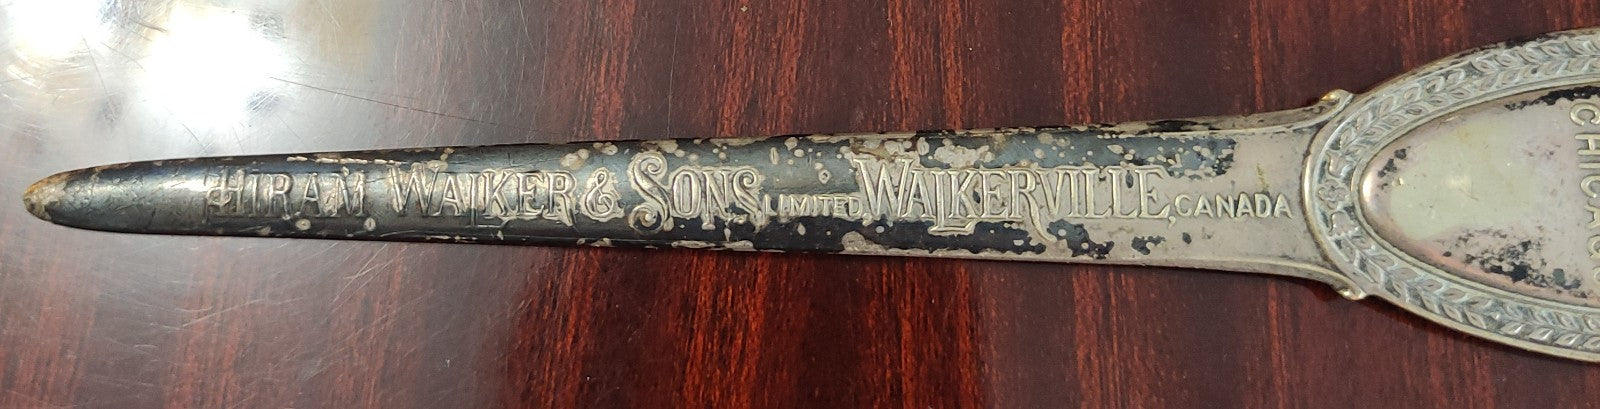 HIRAM WALKER & SONS LIMITED, WALKERVILLE, CANADA
CHICAGO